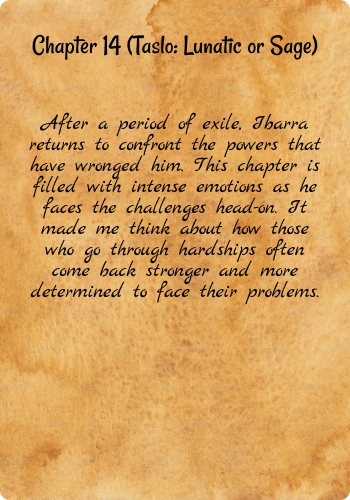 Chapter 14 (Taslo: Lunatic or Sage)
After a period of exile, Ibarra
returns to confront the powers that
have wronged him. This chapter is
filled with intense emotions as he
faces the challenges head-on. It
made me think about how those
who go through hardships often
come back stronger and more
determined to face their problems.